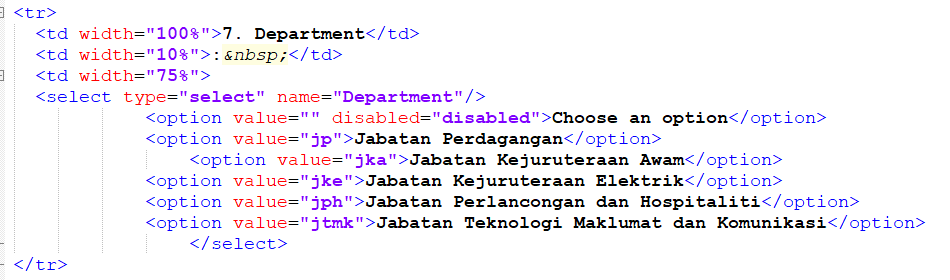 <tr>
<td width="100%">7. Department</td>
<td width="10%">:&nbsp;</td>
<td width="75%">
<select type="select" name="Department"/>
<option value="" disabled="disabled">Choose an option</option>
<option value="jp">Jabatan Perdagangan</option>
<option value="jka">Jabatan Kejuruteraan Awam</option>
<option value="jke">Jabatan Kejuruteraan Elektrik</option>
<option value="jph">Jabatan Perlancongan dan Hospitaliti</option>
<option value="jtmk">Jabatan Teknologi Maklumat dan Komunikasi</option>
</select>
</tr>